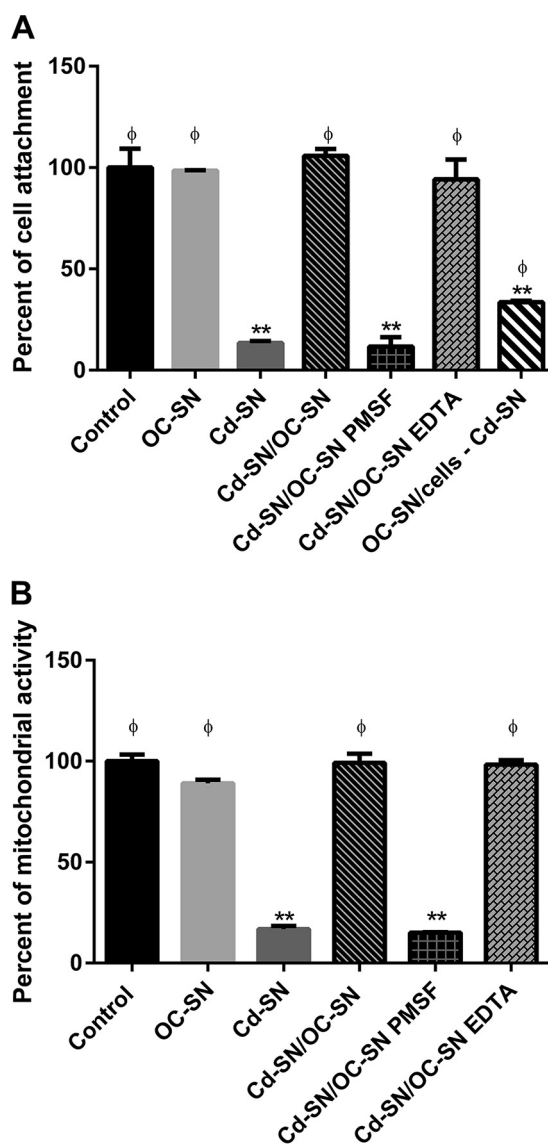 A
Percent of cell attachment
150
100
50
0
ϕ
ϕ
**
ϕ
**
ϕ
ϕ
**
Control
OC-SN
Cd-SN
Cd-SN/OC-SN
Cd-SN/OC-SN PMSF
Cd-SN/OC-SN EDTA
OC-SN/cells - Cd-SN
B
Percent of mitochondrial activity
150
100
50
0
ϕ
ϕ
**
ϕ
**
ϕ
Control
OC-SN
Cd-SN
Cd-SN/OC-SN
Cd-SN/OC-SN PMSF
Cd-SN/OC-SN EDTA